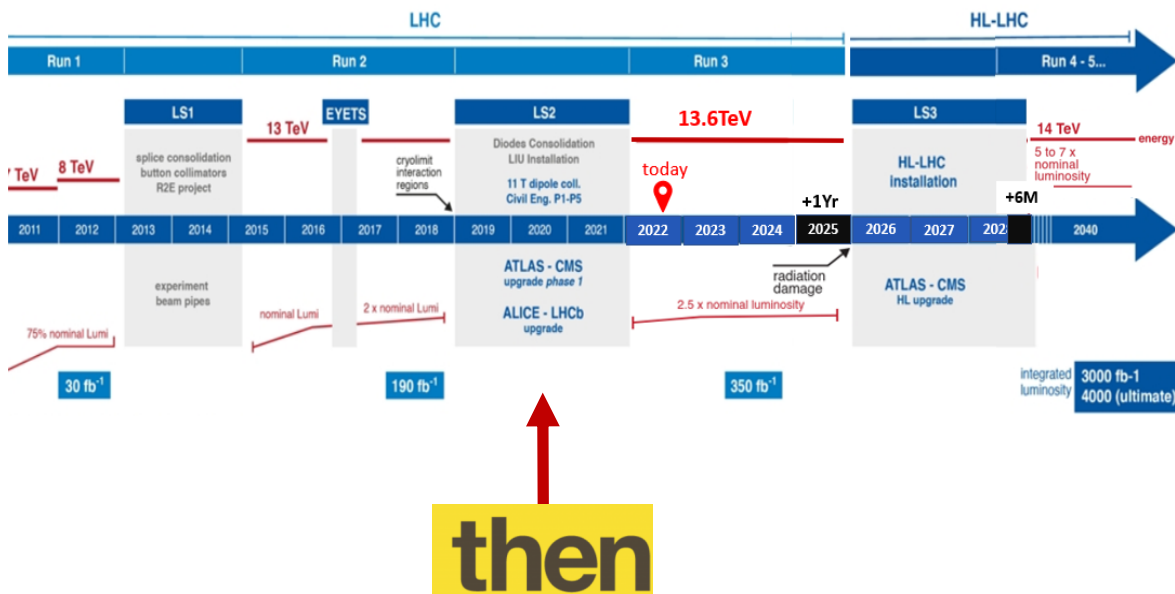 LHC
HL-LHC
Run 1
Run 2
Run 3
Run 4 - 5...
LS1
EYETS
LS2
LS3
13 TeV
13.6TeV
14 TeV
energy
8 TeV
TeV
splice consolidation
button collimators
R2E project
cryolimit
interaction
regions
Diodes Consolidation
LIU Installation
11 T dipole coll.
Civil Eng. P1-P5
today
HL-LHC
installation
5 to 7 x
nominal
luminosity
+1Yr
+6M
2011 2012 2013 2014 2015 2016 2017 2018 2019 2020 2021 2022 2023 2024 2025 2026 2027 2028 2040
experiment
beam pipes
ATLAS - CMS
upgrade phase 1
ALICE - LHCb
upgrade
radiation
damage
ATLAS - CMS
HL upgrade
75% nominal Lumi
nominal Lumi
2 x nominal Lumi
2.5 x nominal luminosity
30 fb⁻¹
190 fb⁻¹
350 fb⁻¹
integrated
luminosity
3000 fb-1
4000 (ultimate)
then